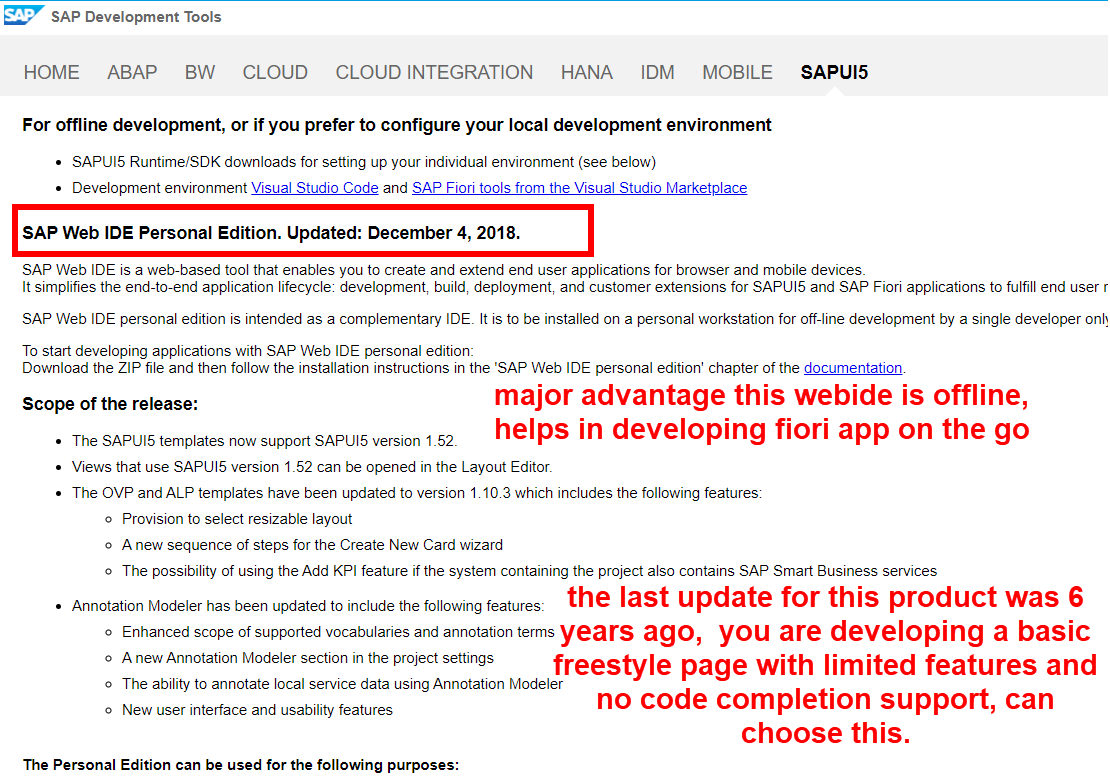 SAP SAP Development Tools
HOME ABAP BW CLOUD CLOUD INTEGRATION HANA IDM MOBILE SAPUI5
For offline development, or if you prefer to configure your local development environment
• SAPUI5 Runtime/SDK downloads for setting up your individual environment (see below)
• Development environment Visual Studio Code and SAP Fiori tools from the Visual Studio Marketplace
SAP Web IDE Personal Edition. Updated: December 4, 2018.
SAP Web IDE is a web-based tool that enables you to create and extend end user applications for browser and mobile devices.
It simplifies the end-to-end application lifecycle: development, build, deployment, and customer extensions for SAPUI5 and SAP Fiori applications to fulfill end user
SAP Web IDE personal edition is intended as a complementary IDE. It is to be installed on a personal workstation for off-line development by a single developer only
To start developing applications with SAP Web IDE personal edition:
Download the ZIP file and then follow the installation instructions in the 'SAP Web IDE personal edition' chapter of the documentation.
major advantage this webide is offline,
helps in developing fiori app on the go
Scope of the release:
• The SAPUI5 templates now support SAPUI5 version 1.52.
• Views that use SAPUI5 version 1.52 can be opened in the Layout Editor.
• The OVP and ALP templates have been updated to version 1.10.3 which includes the following features:
◦ Provision to select resizable layout
◦ A new sequence of steps for the Create New Card wizard
◦ The possibility of using the Add KPI feature if the system containing the project also contains SAP Smart Business services
• Annotation Modeler has been updated to include the following features:
◦ Enhanced scope of supported vocabularies and annotation terms
◦ A new Annotation Modeler section in the project settings
◦ The ability to annotate local service data using Annotation Modeler
◦ New user interface and usability features
the last update for this product was 6
years ago, you are developing a basic
freestyle page with limited features and
no code completion support, can
choose this.
The Personal Edition can be used for the following purposes: